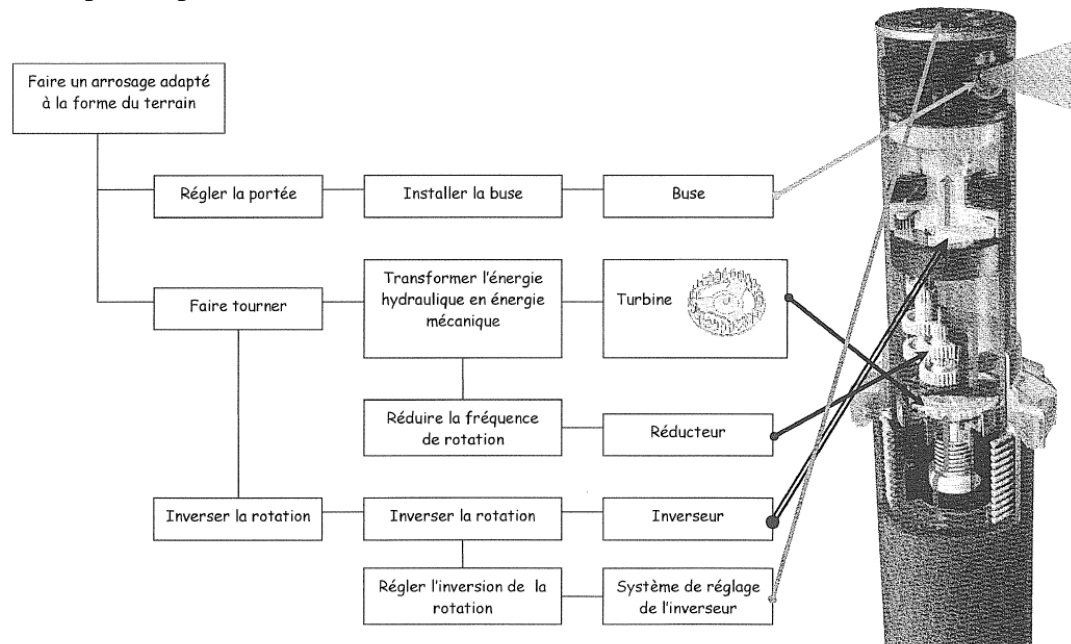 Faire un arrosage adapté
à la forme du terrain
Régler la portée
Installer la buse
Buse
Faire tourner
Transformer l'énergie
hydraulique en énergie
mécanique
Turbine
Réduire la fréquence
de rotation
Réducteur
Inverser la rotation
Inverser la rotation
Inverseur
Régler l'inversion de la
rotation
Système de réglage
de l'inverseur